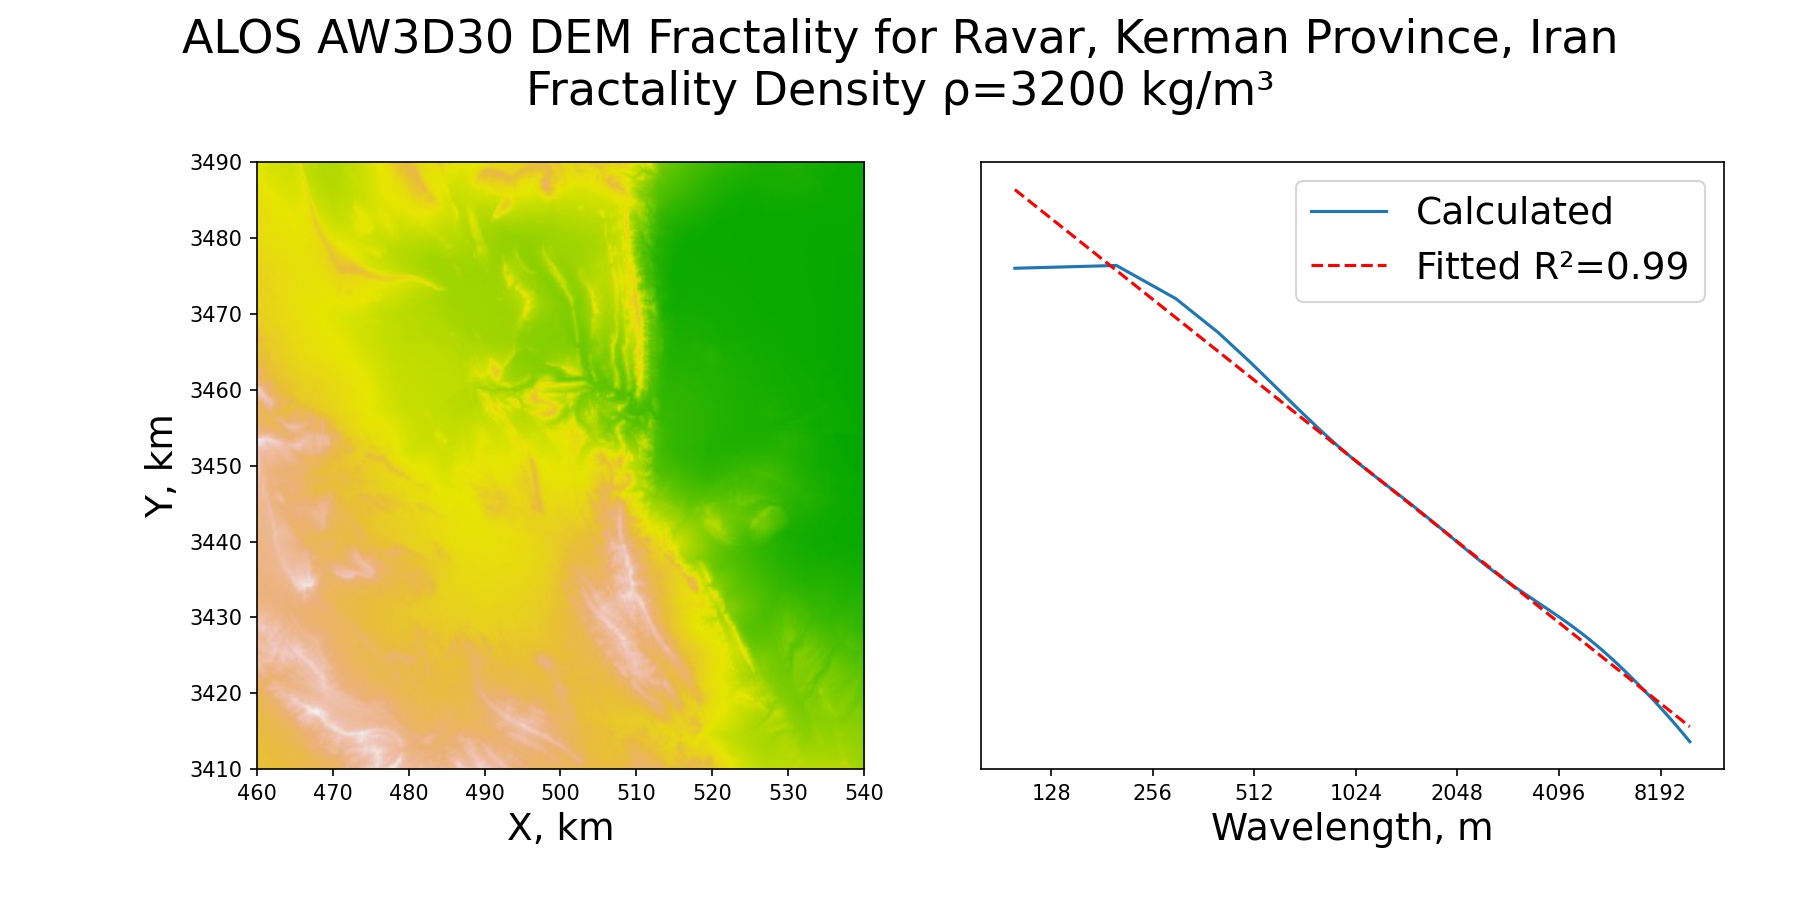 ALOS AW3D30 DEM Fractality for Ravar, Kerman Province, Iran
Fractality Density ρ=3200 kg/m³
3490
3480
3470
3460
3450
3440
3430
3420
3410
Y, km
460 470 480 490 500 510 520 530 540
X, km
Calculated
Fitted R²=0.99
128 256 512 1024 2048 4096 8192
Wavelength, m